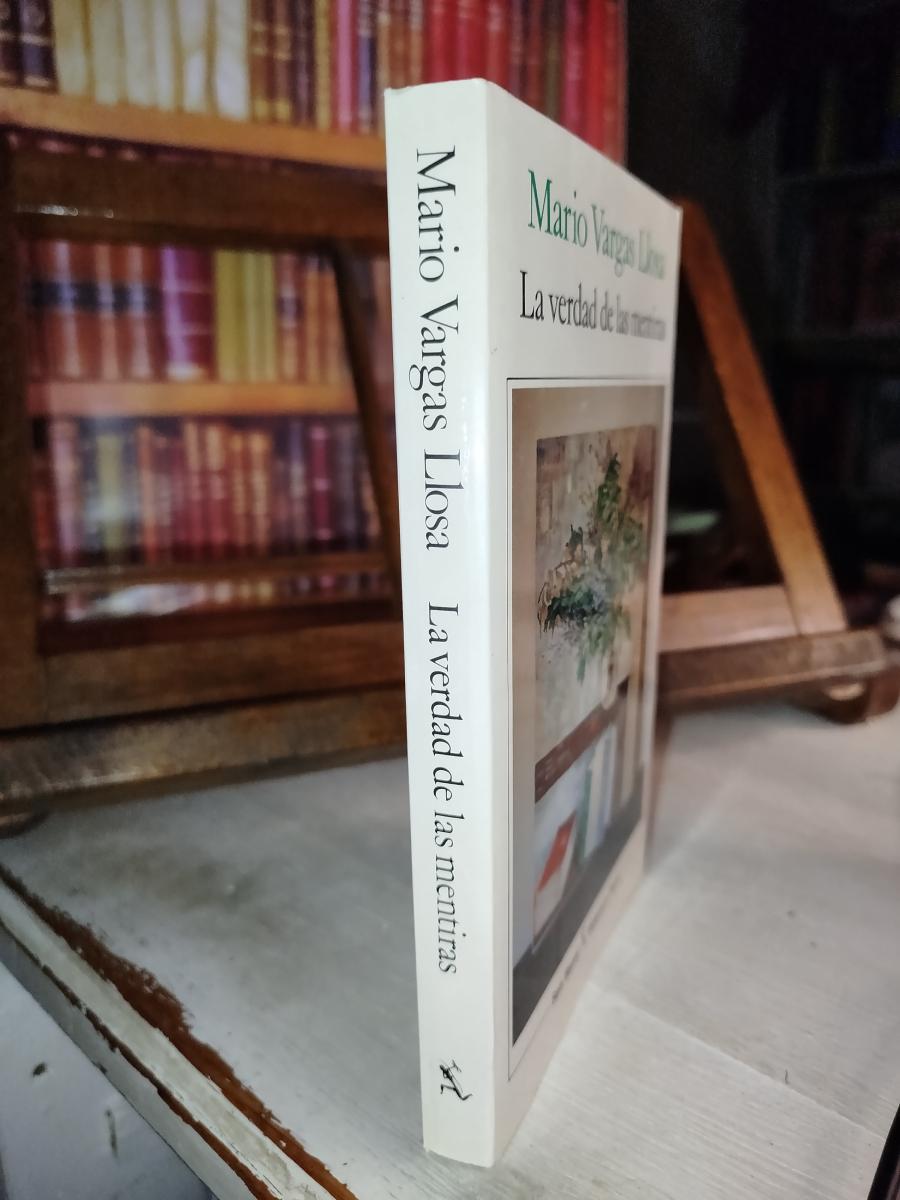 Mario Vargas Llosa La verdad de las mentiras
Mario Vargas Llosa
La verdad de las mentiras